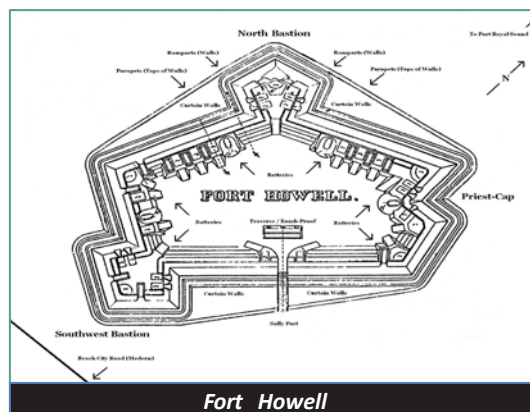 North Bastion
To Port Royal Sound
Ramparts (Walls)
Ramparts (Walls)
Parapets (Tops of Walls)
Parapets (Tops of Walls)
N
Curtain Walls
Curtain Walls
Batteries
FORT HOWELL.
Priest-Cap
Traverse / Bomb-Proof
Batteries
Batteries
Curtain Walls
Curtain Walls
Sally Port
Southwest Bastion
Beach City Road (Modern)
Fort Howell